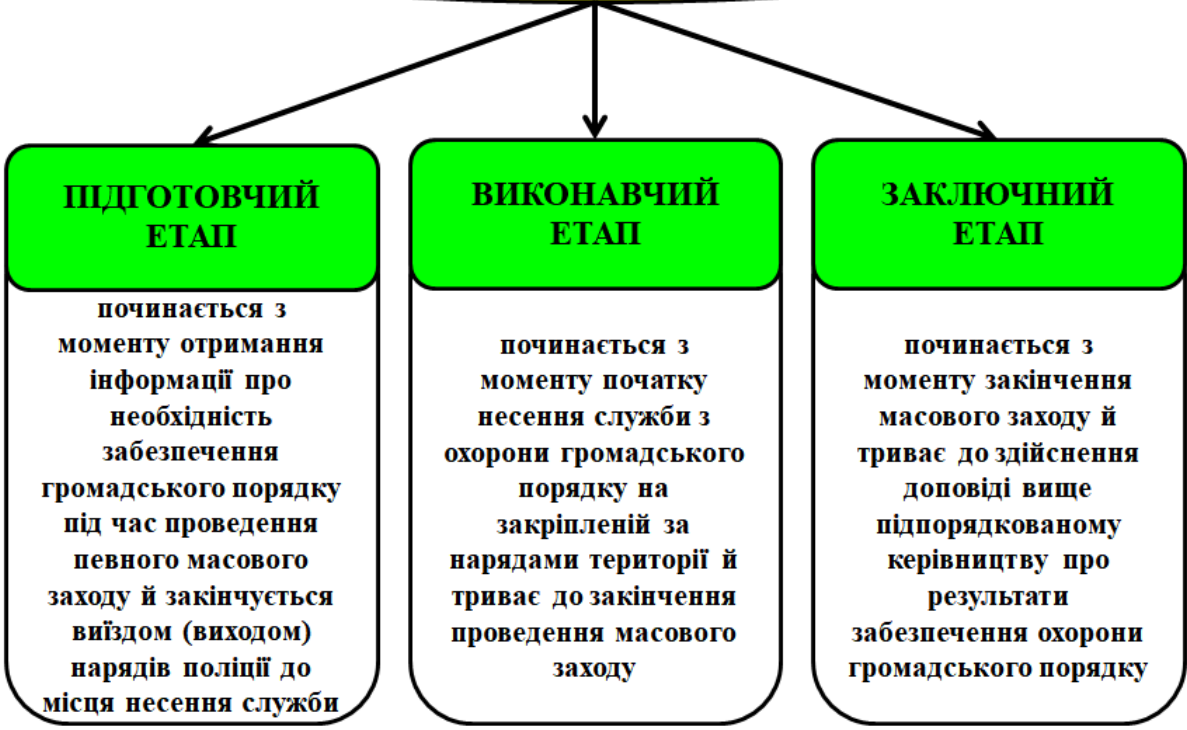 ПІДГОТОВЧИЙ
ЕТАП
починається з
моменту отримання
інформації про
необхідність
забезпечення
громадського порядку
під час проведення
певного масового
заходу й закінчується
виїздом (виходом)
нарядів поліції до
місця несення служби
ВИКОНАВЧИЙ
ЕТАП
починається з
моменту початку
несення служби з
охорони громадського
порядку на
закріпленій за
нарядами території й
триває до закінчення
проведення масового
заходу
ЗАКЛЮЧНИЙ
ЕТАП
починається з
моменту закінчення
масового заходу й
триває до здійснення
доповіді вище
підпорядкованому
керівництву про
результати
забезпечення охорони
громадського порядку